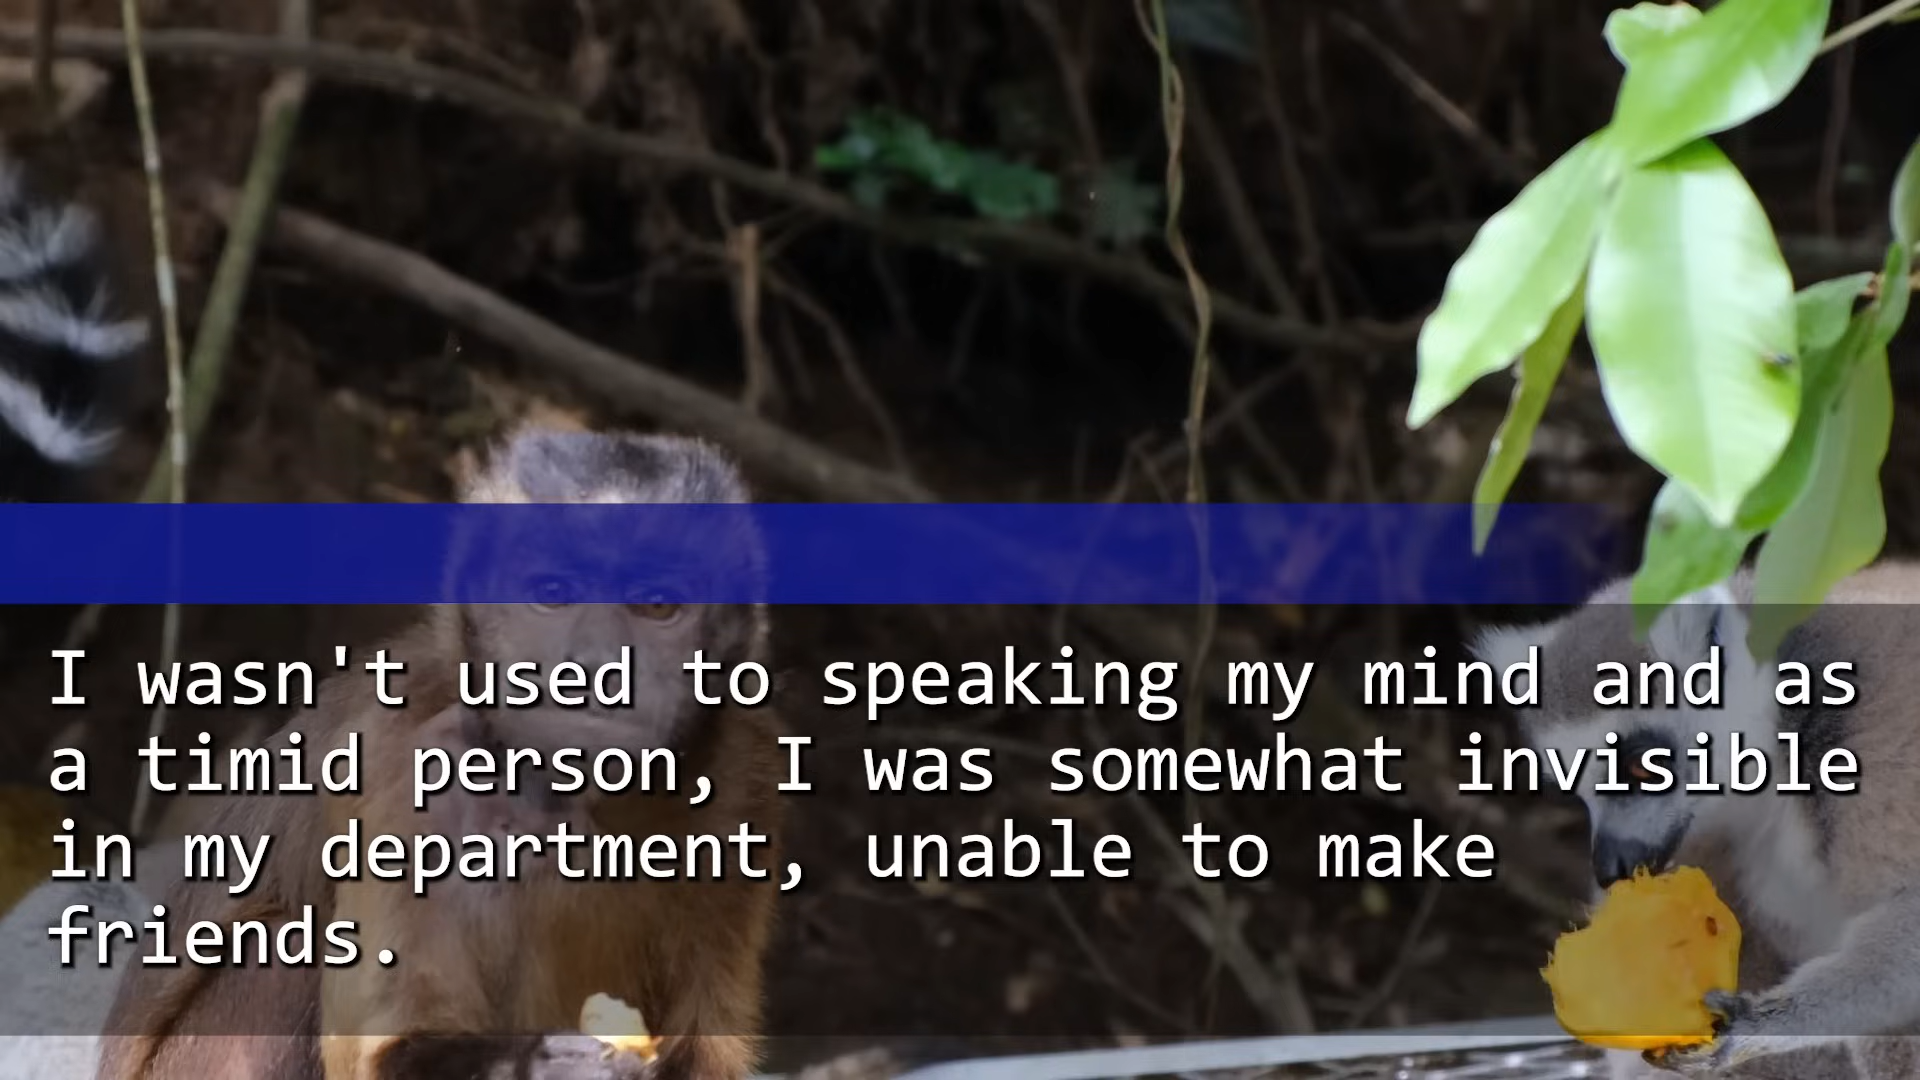 I wasn't used to speaking my mind and as
a timid person, I was somewhat invisible
in my department, unable to make
friends.